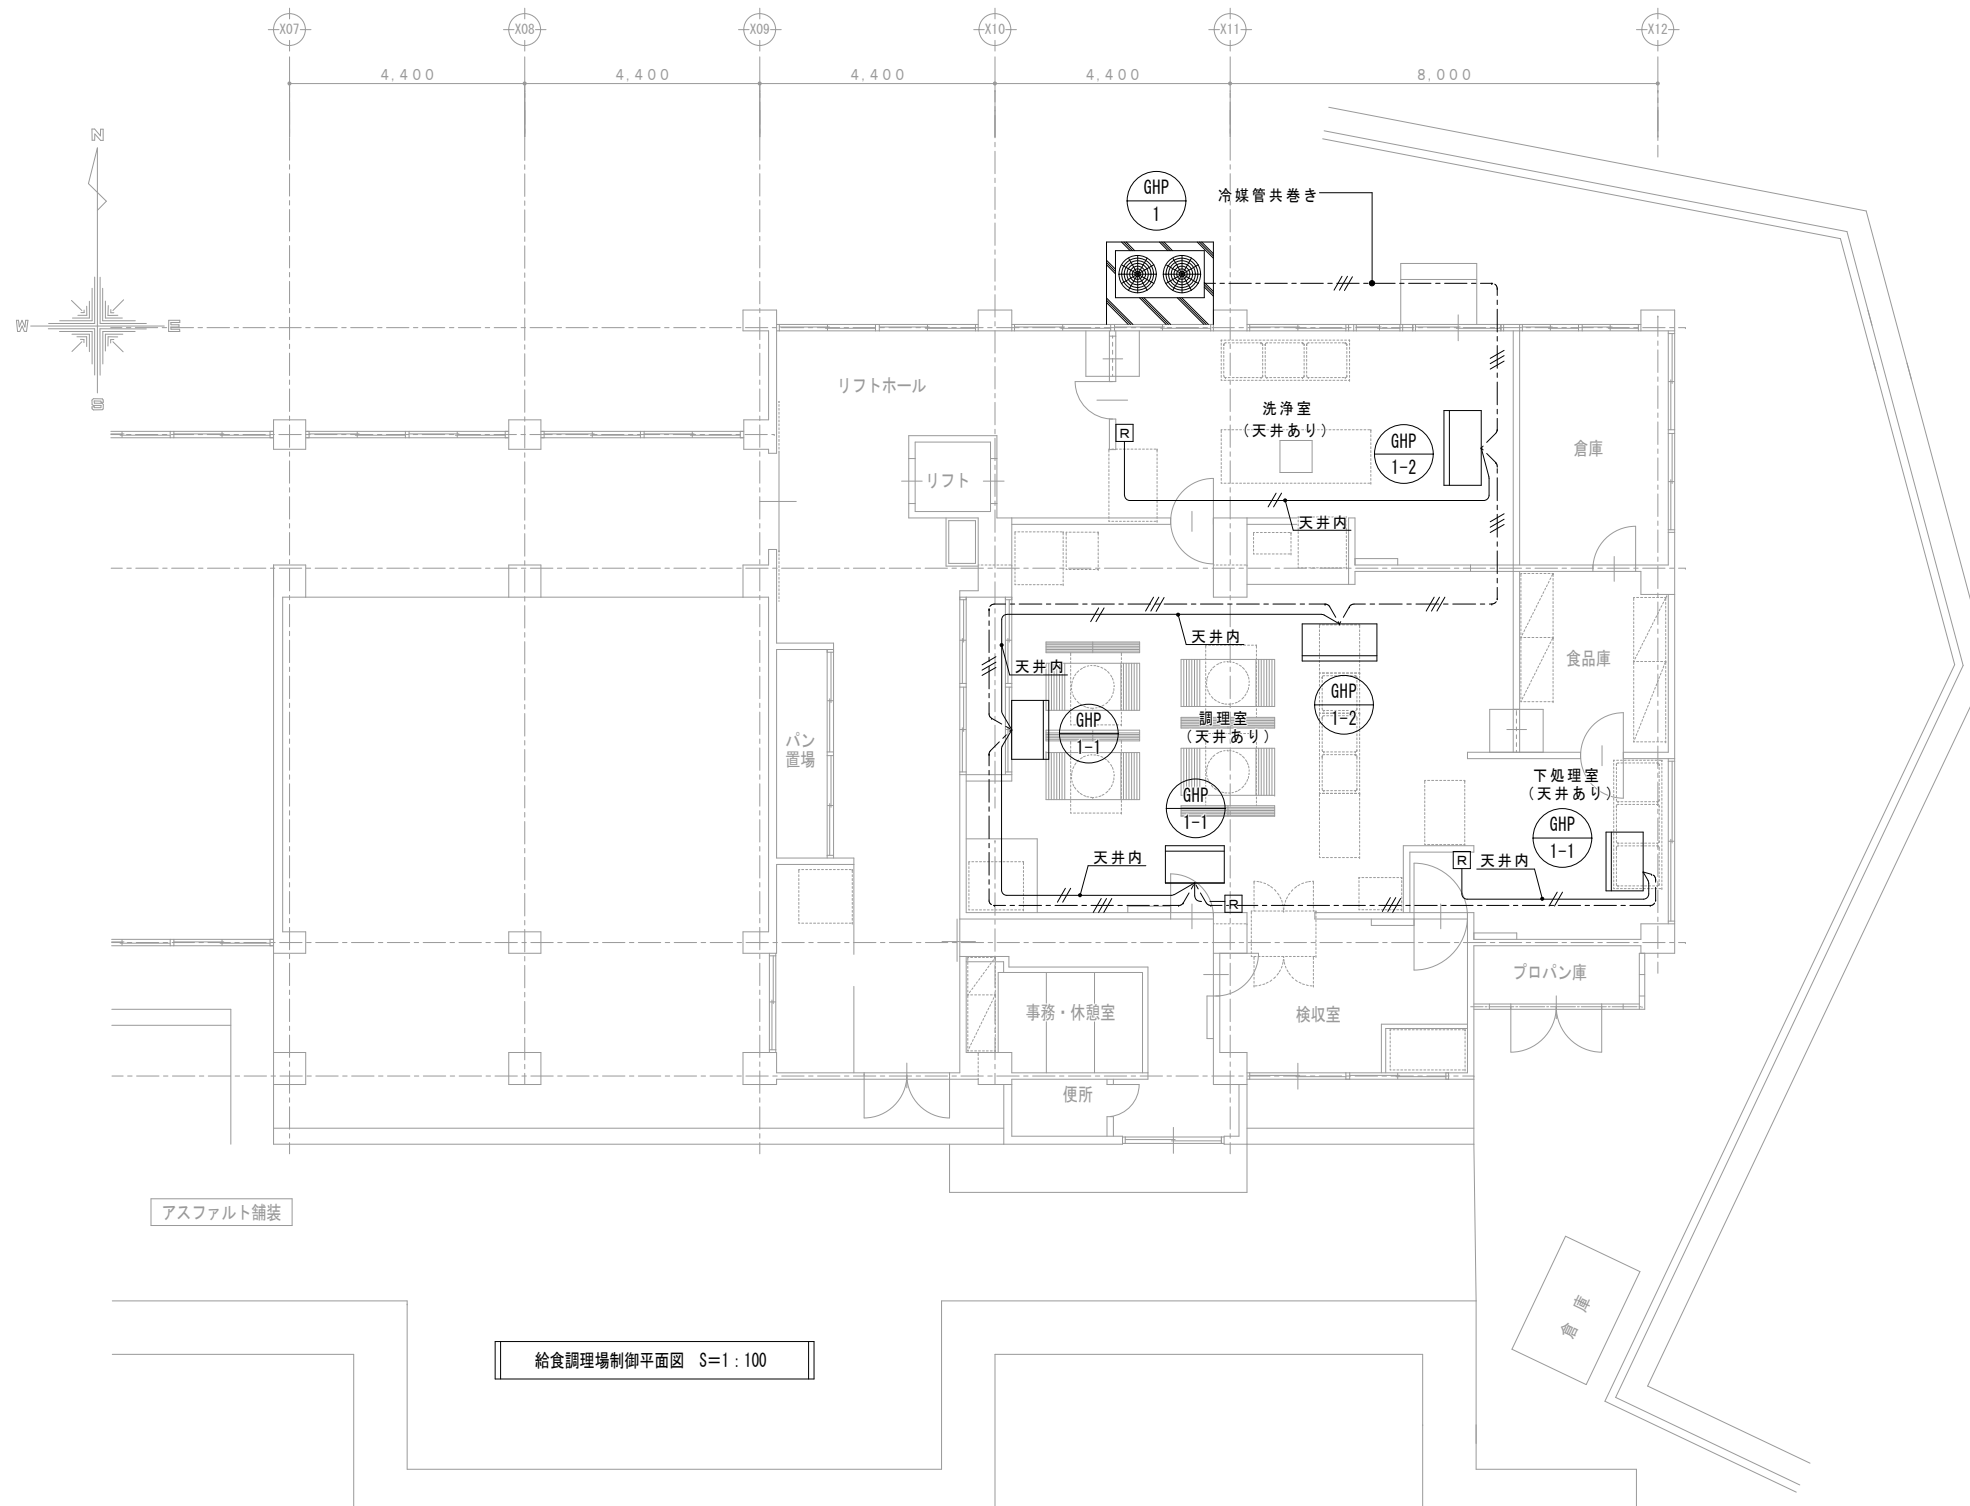 X07
X08
X09
X10
X11
X12
4,400
4,400
4,400
4,400
8,000
N
W
E
S
GHP
1
冷媒管共巻き
リフトホール
洗浄室
(天井あり)
R
GHP
1-2
倉庫
リフト
天井内
天井内
天井内
食品庫
GHP
1-2
GHP
1-1
調理室
(天井あり)
パン
置場
下処理室
(天井あり)
GHP
1-1
GHP
1-1
天井内
R
天井内
R
プロパン庫
事務・休憩室
検収室
便所
アスファルト舗装
倉庫
給食調理場制御平面図 S=1:100